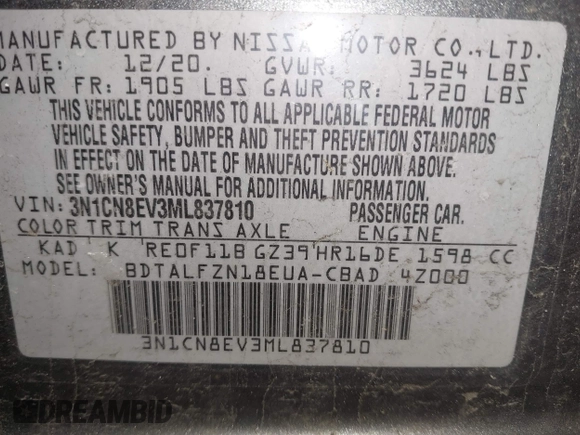 MANUFACTURED BY NISSA MOTOR CO., LTD.
DATE: 12/20. GVWR: 3624 LBS
GAWR FR: 1905 LBS GAWR RR: 1720 LBS
THIS VEHICLE CONFORMS TO ALL APPLICABLE FEDERAL MOTOR
VEHICLE SAFETY, BUMPER AND THEFT PREVENTION STANDARDS
IN EFFECT ON THE DATE OF MANUFACTURE SHOWN ABOVE.
SEE OWNER'S MANUAL FOR ADDITIONAL INFORMATION.
VIN: 3N1CN8EV3ML837810 PASSENGER CAR.
COLOR TRIM TRANS AXLE ENGINE
KAD K RE0F11B GZ39 HR16DE 1598 CC
MODEL: BDTALFZN18EUA-CBAD 4Z000
3N1CN8EV3ML837810
DREAMBID